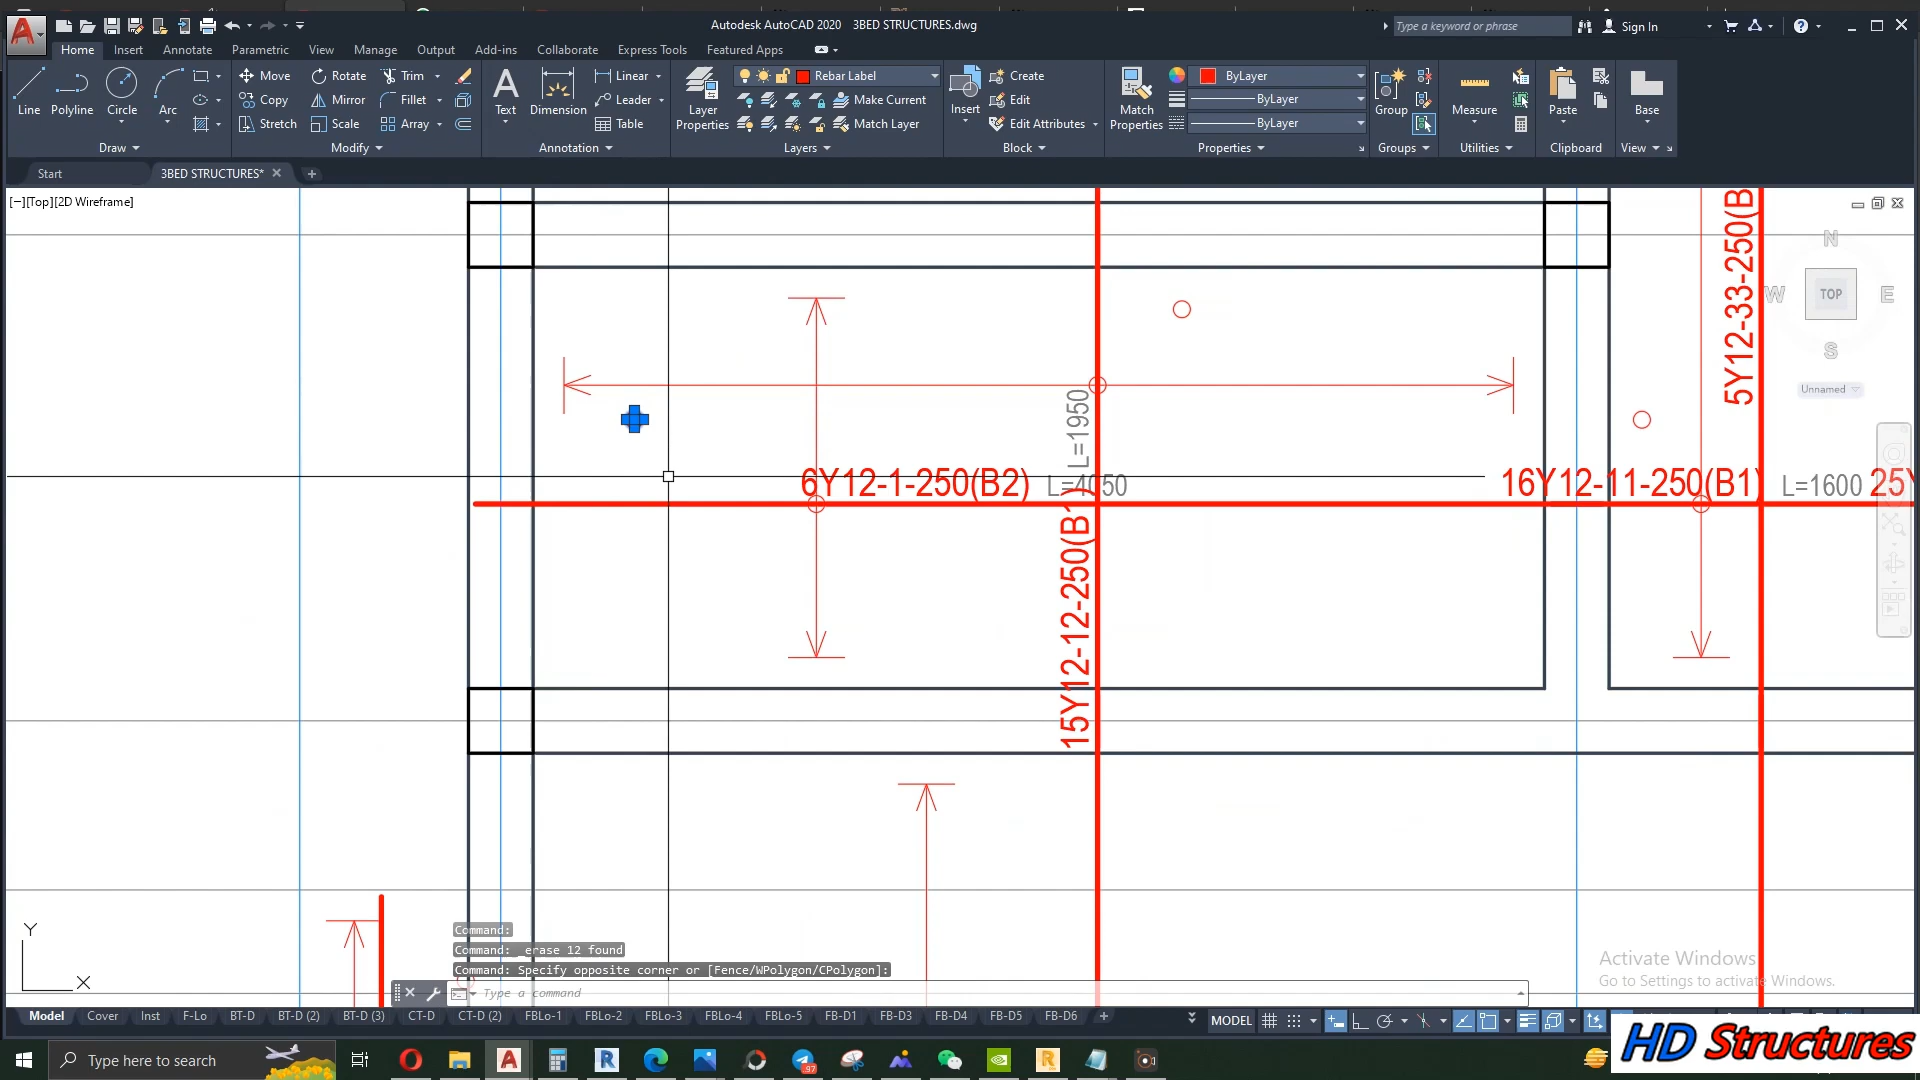 Autodesk AutoCAD 2020    3BED STRUCTURES.dwg
Type a keyword or phrase
Sign In
Home Insert Annotate Parametric View Manage Output Add-ins Collaborate Express Tools Featured Apps
Line Polyline Circle Arc
Move Rotate Trim
Copy Mirror Fillet
Stretch Scale Array
Text Dimension
Linear
Leader
Table
Layer Properties
Rebar Label
Make Current
Match Layer
Insert
Create
Edit
Edit Attributes
Match Properties
ByLayer
ByLayer
ByLayer
Group
Measure
Paste
Base
Draw Modify Annotation Layers Block Properties Groups Utilities Clipboard View
Start 3BED STRUCTURES*
[−][Top][2D Wireframe]
N
W TOP E
S
Unnamed
5Y12-33-250(B
L=1950
6Y12-1-250(B2) L=4050
16Y12-11-250(B1) L=1600
15Y12-12-250(B1)
Y
X
Command:
Command: _erase 12 found
Command: Specify opposite corner or [Fence/WPolygon/CPolygon]:
Type a command
Activate Windows
Go to Settings to activate Windows.
Model Cover Inst F-Lo BT-D BT-D (2) BT-D (3) CT-D CT-D (2) FBLo-1 FBLo-2 FBLo-3 FBLo-4 FBLo-5 FB-D1 FB-D3 FB-D4 FB-D5 FB-D6
MODEL
Type here to search
97
HD Structures